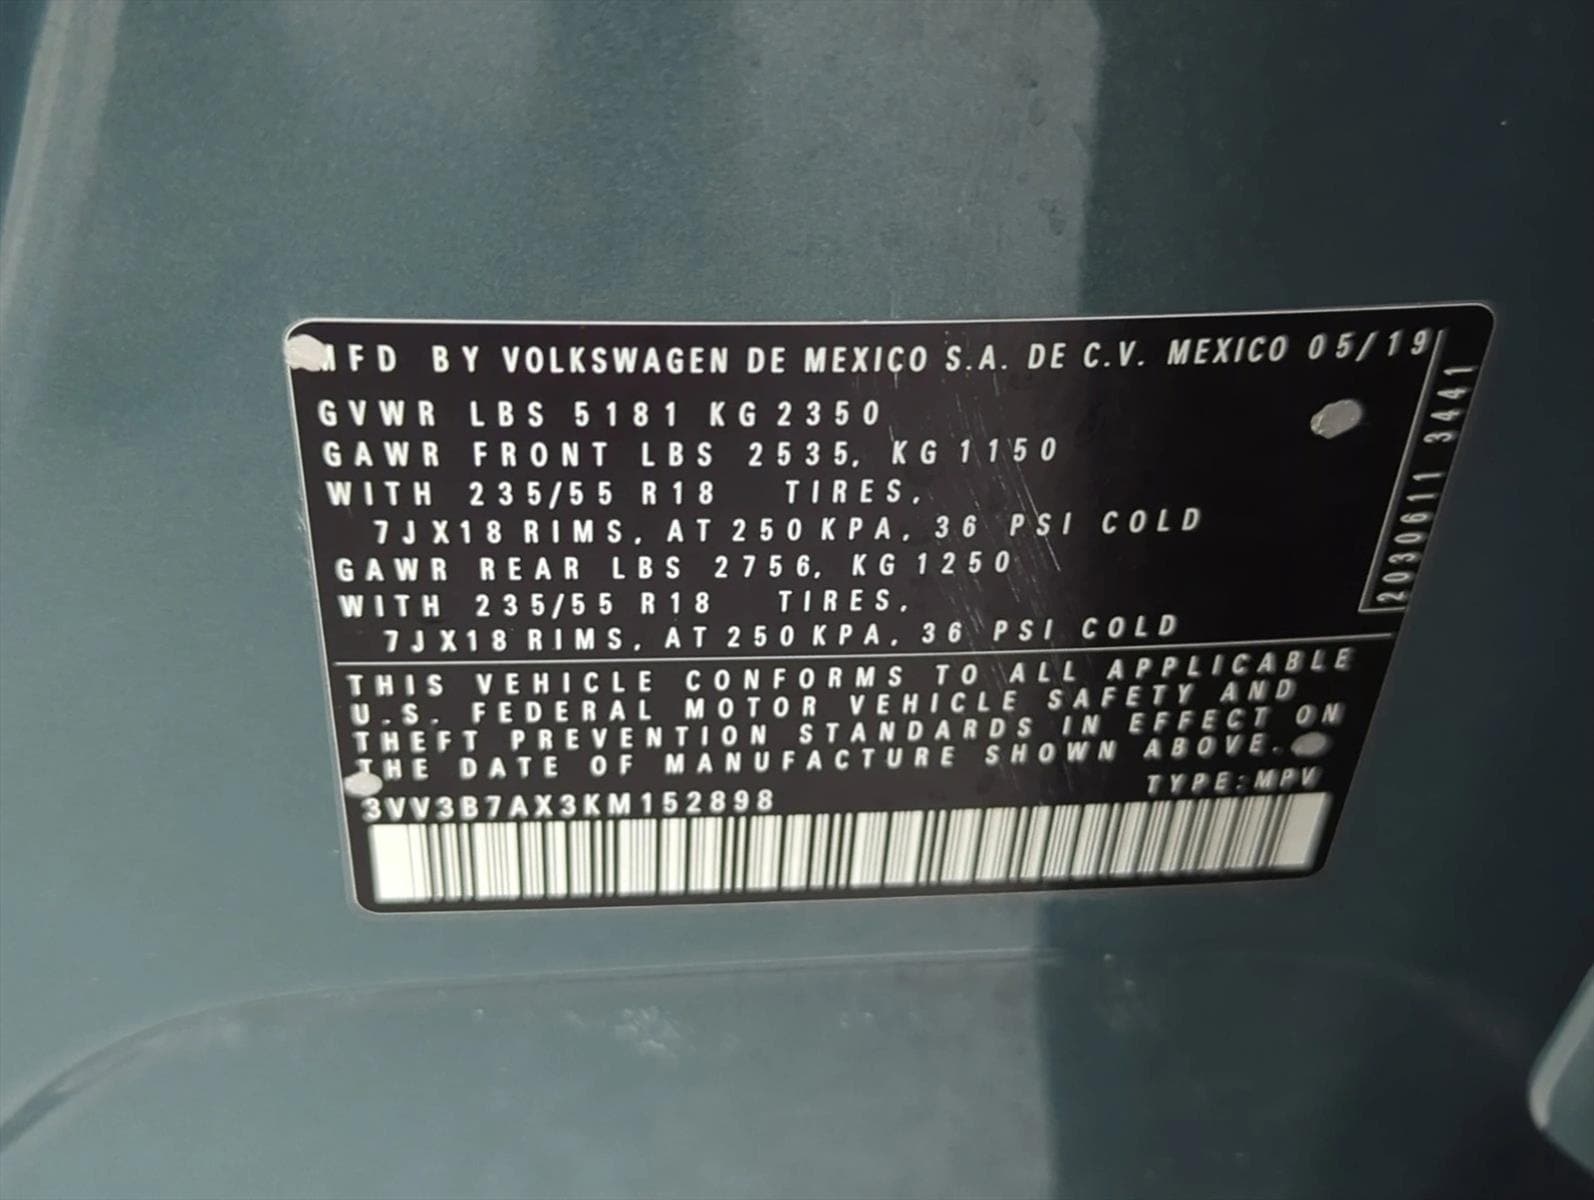 MFD BY VOLKSWAGEN DE MEXICO S.A. DE C.V. MEXICO 05/19
GVWR LBS 5181 KG 2350
GAWR FRONT LBS 2535, KG 1150
WITH 235/55 R18 TIRES,
7JX18 RIMS, AT 250 KPA, 36 PSI COLD
GAWR REAR LBS 2756, KG 1250
WITH 235/55 R18 TIRES,
7JX18 RIMS, AT 250 KPA, 36 PSI COLD
THIS VEHICLE CONFORMS TO ALL APPLICABLE
U.S. FEDERAL MOTOR VEHICLE SAFETY AND
THEFT PREVENTION STANDARDS IN EFFECT ON
THE DATE OF MANUFACTURE SHOWN ABOVE.
TYPE:MPV
3VV3B7AX3KM152898
2030611 3441